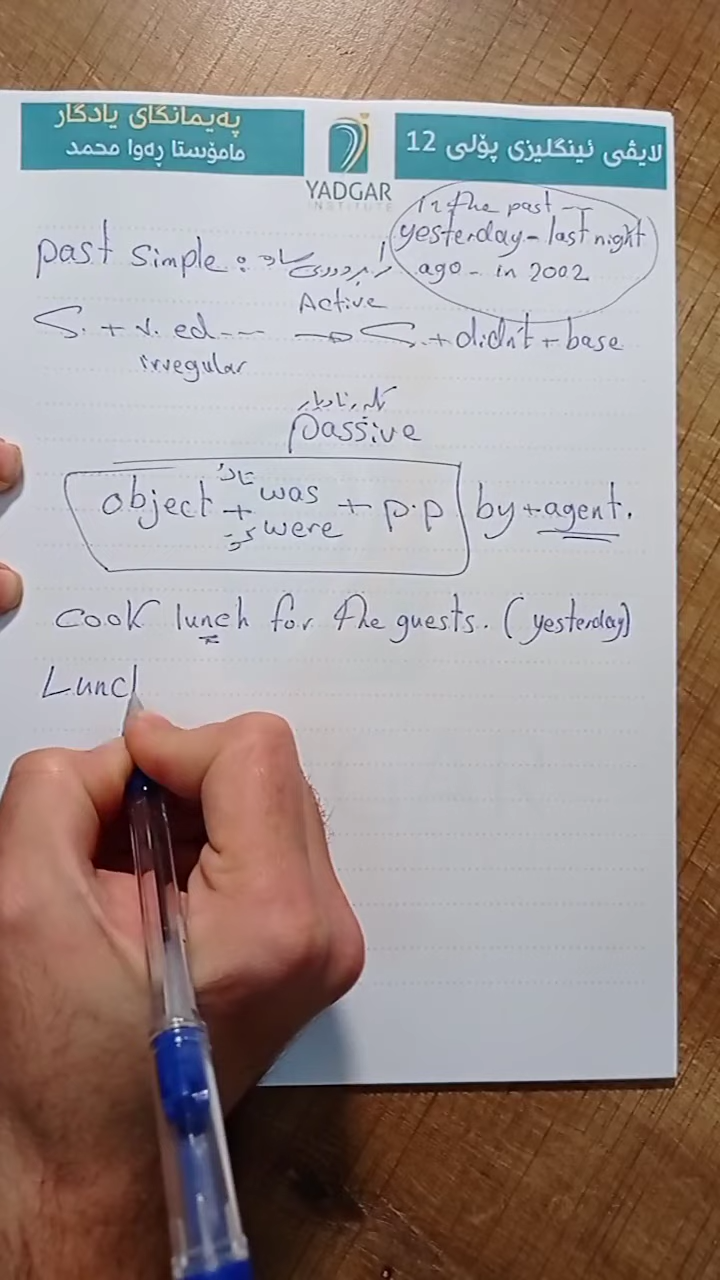 پەیمانگای یادگار
مامۆستا ڕەوا محمد
YADGAR
INSTITUTE
لایڤی ئینگلیزی پۆلی 12
In the past --
yesterday - last night
ago - in 2002
past simple :
Active
S. + v. ed --- → S. + didn't + base
irregular
passive
object + was + p.p by + agent.
were
cook lunch for the guests. (yesterday)
Lunch